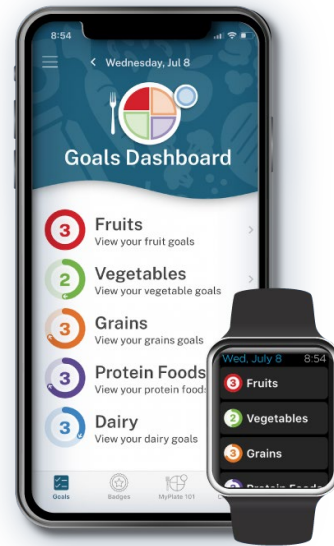 8:54
Wednesday, Jul 8
Goals Dashboard
3 Fruits
View your fruit goals
2 Vegetables
View your vegetable goals
3 Grains
View your grains goals
3 Protein Foods
View your protein foods
3 Dairy
View your dairy goals
Goals Badges MyPlate 101
Wed, July 8 8:54
3 Fruits
2 Vegetables
3 Grains
Protein Foods